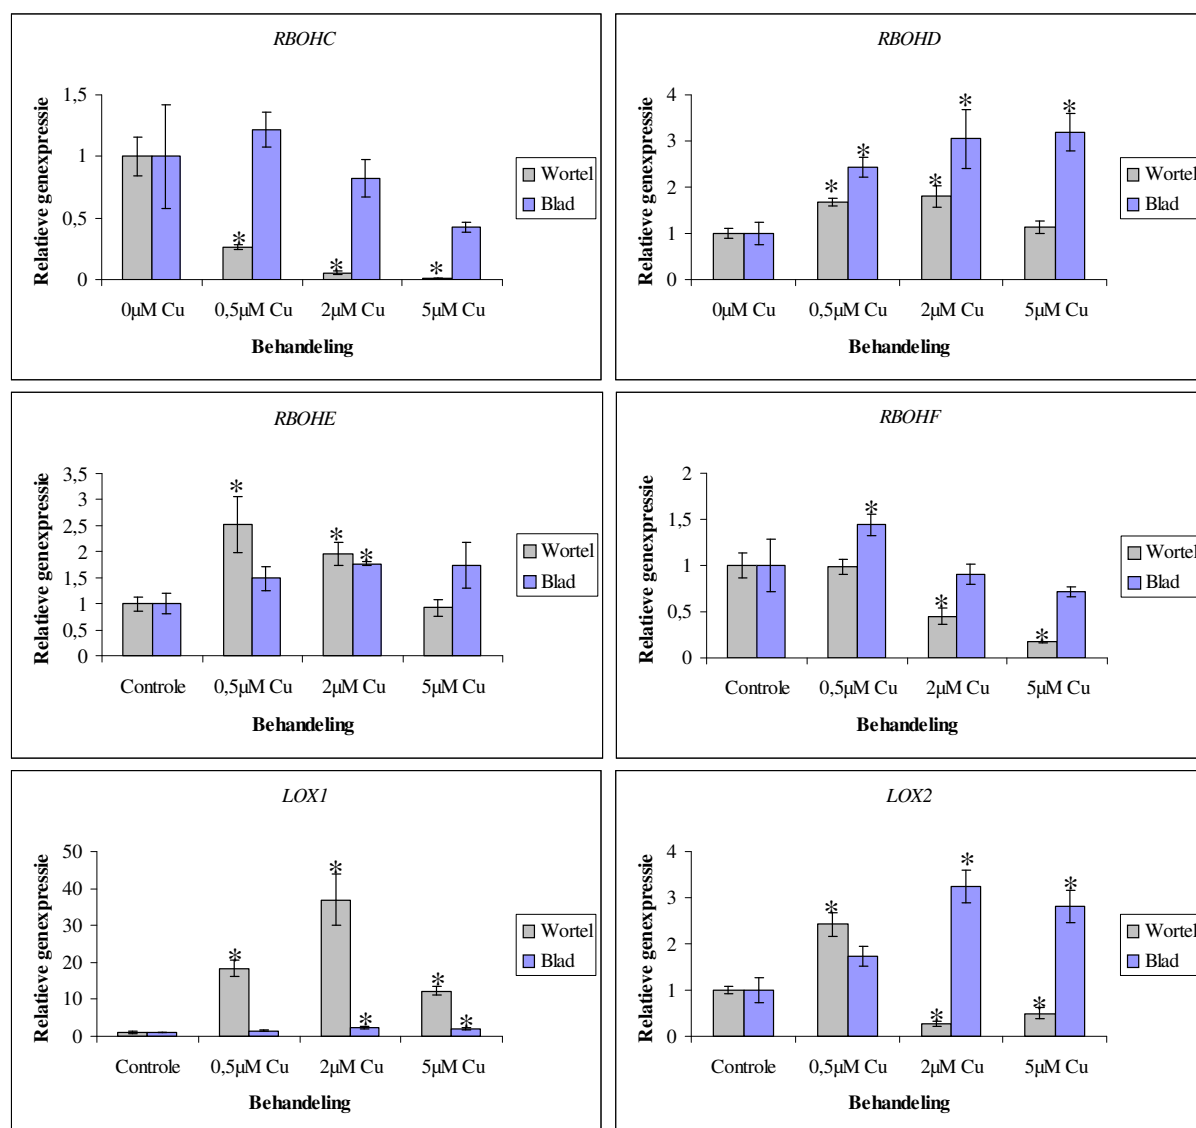 RBOHC
Relatieve genexpressie
1,5
1
0,5
0
*
*
*
0µM Cu 0,5µM Cu 2µM Cu 5µM Cu
Behandeling
Wortel
Blad
RBOHD
Relatieve genexpressie
4
3
2
1
0
* * * * *
0µM Cu 0,5µM Cu 2µM Cu 5µM Cu
Behandeling
Wortel
Blad
RBOHE
Relatieve genexpressie
3,5
3
2,5
2
1,5
1
0,5
0
* * *
Controle 0,5µM Cu 2µM Cu 5µM Cu
Behandeling
Wortel
Blad
RBOHF
Relatieve genexpressie
2
1,5
1
0,5
0
* * *
Controle 0,5µM Cu 2µM Cu 5µM Cu
Behandeling
Wortel
Blad
LOX1
Relatieve genexpressie
50
40
30
20
10
0
* * * * *
Controle 0,5µM Cu 2µM Cu 5µM Cu
Behandeling
Wortel
Blad
LOX2
Relatieve genexpressie
4
3
2
1
0
* * * * *
Controle 0,5µM Cu 2µM Cu 5µM Cu
Behandeling
Wortel
Blad